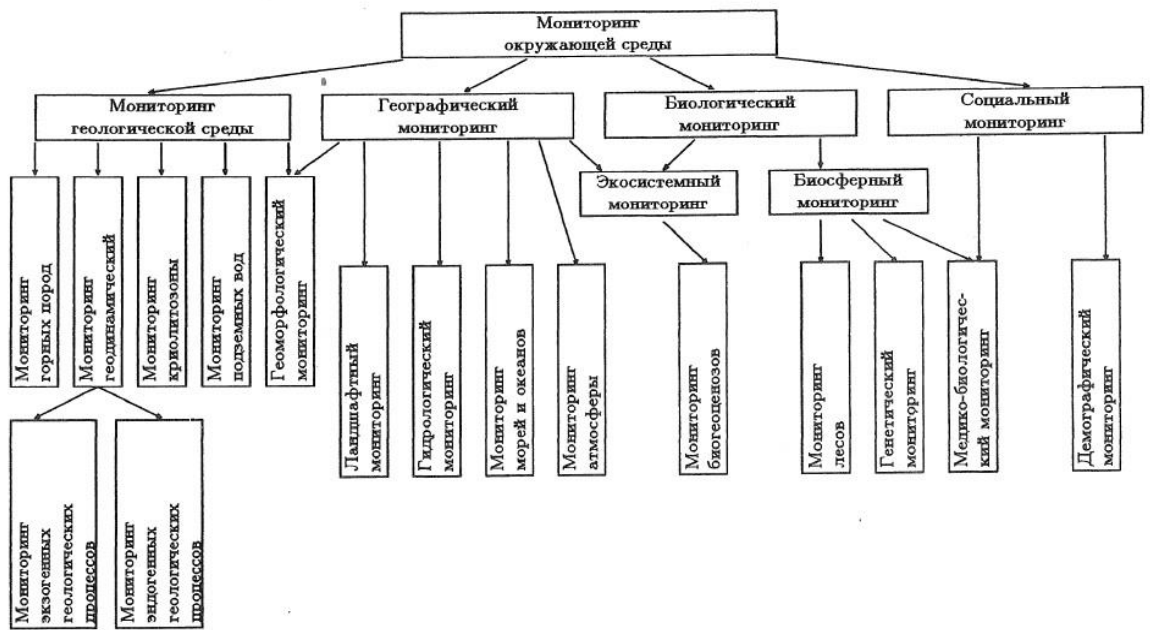 Мониторинг
окружающей среды
Мониторинг
геологической среды
Географический
мониторинг
Биологический
мониторинг
Социальный
мониторинг
Экосистемный
мониторинг
Биосферный
мониторинг
Мониторинг
горных пород
Мониторинг
геодинамический
Мониторинг
криолитозоны
Мониторинг
подземных вод
Геоморфологический
мониторинг
Ландшафтный
мониторинг
Гидрологический
мониторинг
Мониторинг
морей и океанов
Мониторинг
атмосферы
Мониторинг
биогеоценозов
Мониторинг
лесов
Генетический
мониторинг
Медико-биологичес-
кий мониторинг
Демографический
мониторинг
Мониторинг
экзогенных
геологических
процессов
Мониторинг
эндогенных
геологических
процессов